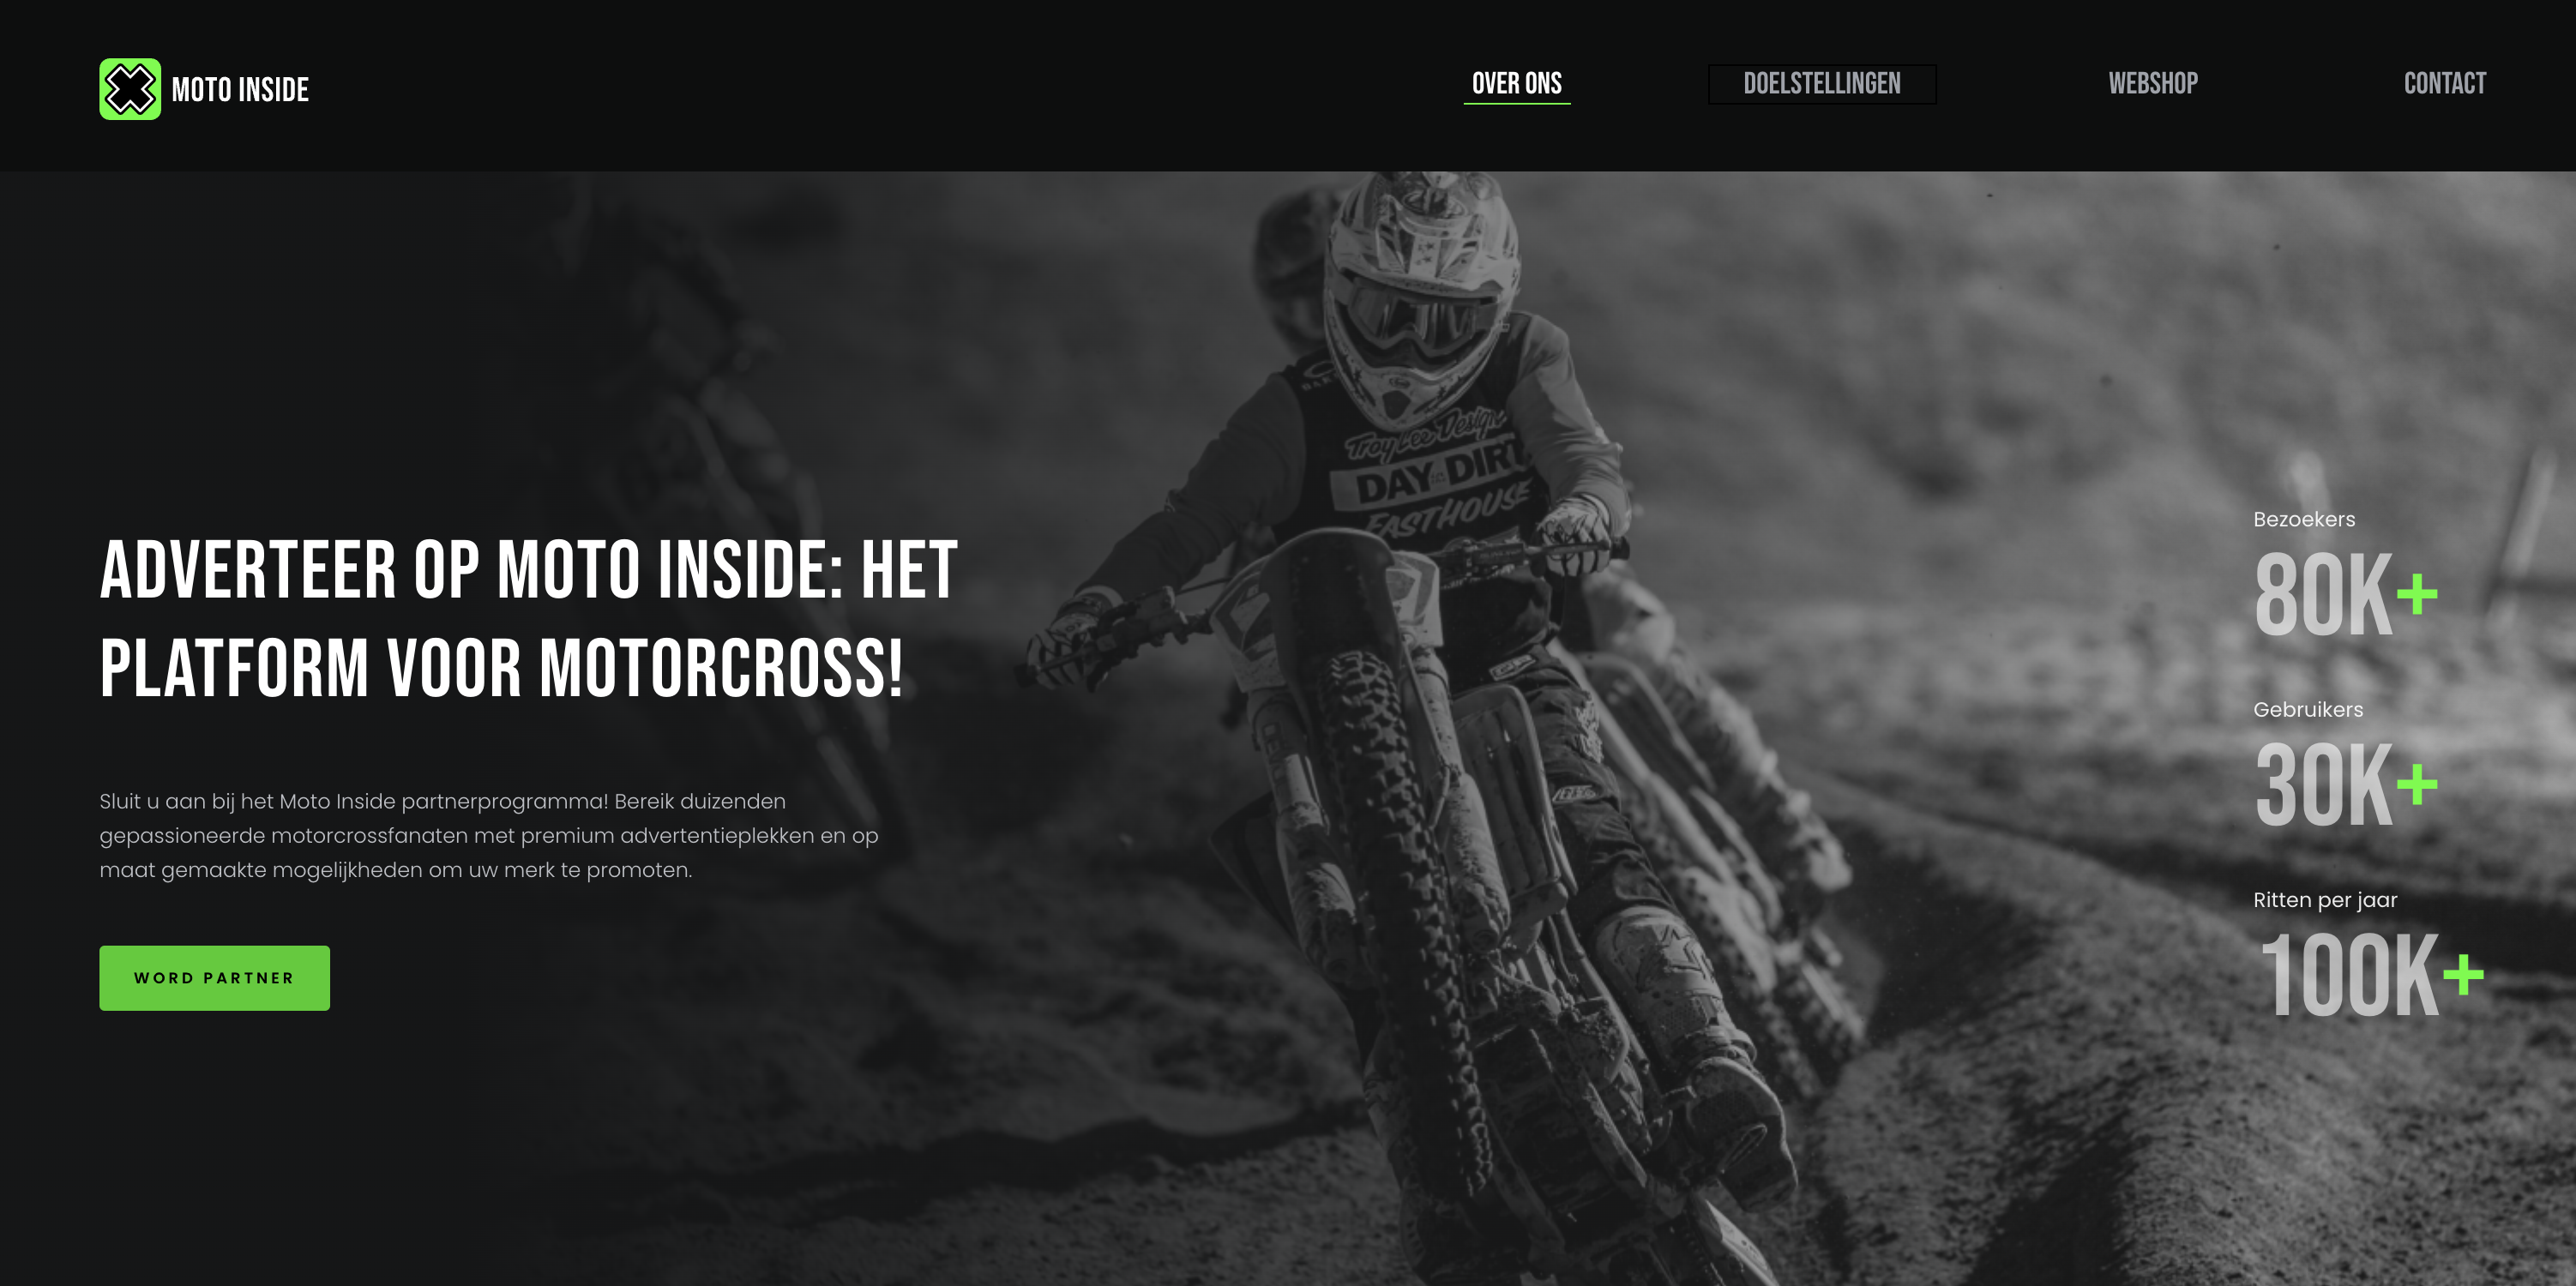 MOTO INSIDE
OVER ONS
DOELSTELLINGEN
WEBSHOP
CONTACT
ADVERTEER OP MOTO INSIDE: HET
PLATFORM VOOR MOTORCROSS!
Sluit u aan bij het Moto Inside partnerprogramma! Bereik duizenden
gepassioneerde motorcrossfanaten met premium advertentieplekken en op
maat gemaakte mogelijkheden om uw merk te promoten.
WORD PARTNER
Troy Lee Designs
DAY IN THE DIRT
FASTHOUSE
Bezoekers
80K+
Gebruikers
30K+
Ritten per jaar
100K+